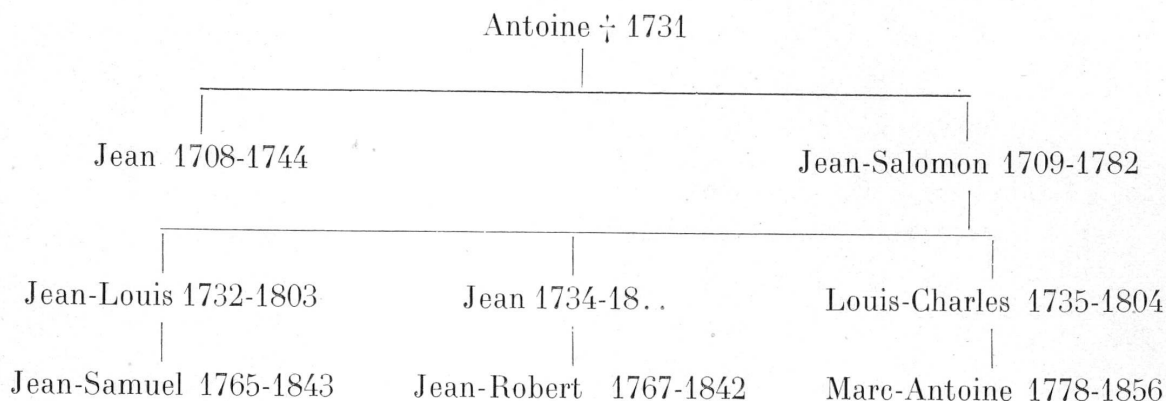 Antoine † 1731
Jean 1708-1744 Jean-Salomon 1709-1782
Jean-Louis 1732-1803 Jean 1734-18.. Louis-Charles 1735-1804
Jean-Samuel 1765-1843 Jean-Robert 1767-1842 Marc-Antoine 1778-1856